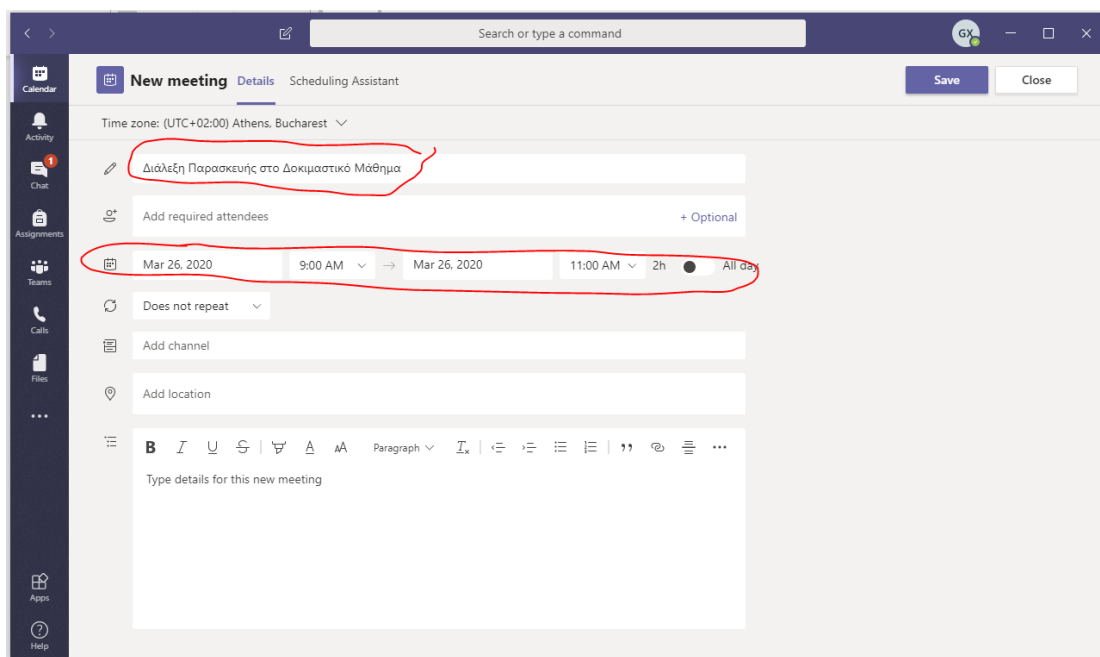 Search or type a command
GX
Calendar
New meeting Details Scheduling Assistant
Save Close
Time zone: (UTC+02:00) Athens, Bucharest
Activity
Διάλεξη Παρασκευής στο Δοκιμαστικό Μάθημα
1
Chat
Add required attendees + Optional
Assignments
Mar 26, 2020 9:00 AM → Mar 26, 2020 11:00 AM 2h All day
Teams
Does not repeat
Calls
Add channel
Files
Add location
B I U S A AA Paragraph Tx
Type details for this new meeting
Apps
Help